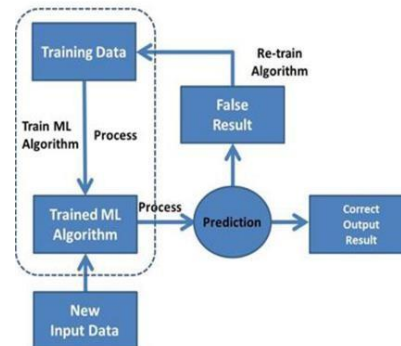 Training Data
Re-train
Algorithm
False
Result
Train ML
Algorithm
Process
Trained ML
Algorithm
Process
Prediction
Correct
Output
Result
New
Input Data